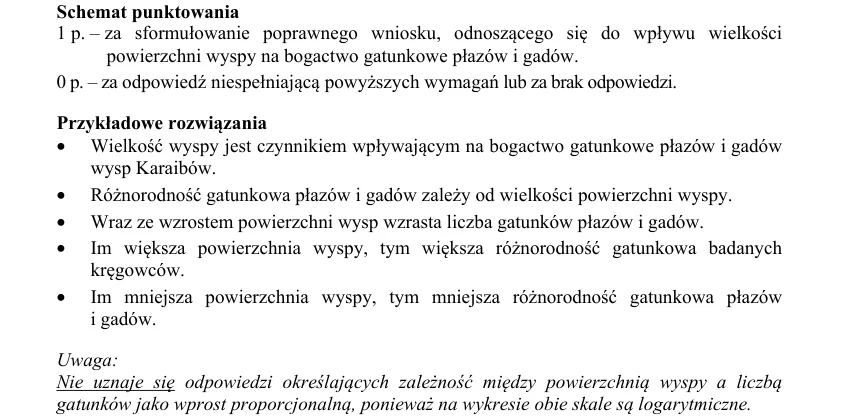 Schemat punktowania
1 p. – za sformułowanie poprawnego wniosku, odnoszącego się do wpływu wielkości
powierzchni wyspy na bogactwo gatunkowe płazów i gadów.
0 p. – za odpowiedź niespełniającą powyższych wymagań lub za brak odpowiedzi.
Przykładowe rozwiązania
• Wielkość wyspy jest czynnikiem wpływającym na bogactwo gatunkowe płazów i gadów
wysp Karaibów.
• Różnorodność gatunkowa płazów i gadów zależy od wielkości powierzchni wyspy.
• Wraz ze wzrostem powierzchni wysp wzrasta liczba gatunków płazów i gadów.
• Im większa powierzchnia wyspy, tym większa różnorodność gatunkowa badanych
kręgowców.
• Im mniejsza powierzchnia wyspy, tym mniejsza różnorodność gatunkowa płazów
i gadów.
Uwaga:
Nie uznaje się odpowiedzi określających zależność między powierzchnią wyspy a liczbą
gatunków jako wprost proporcjonalną, ponieważ na wykresie obie skale są logarytmiczne.